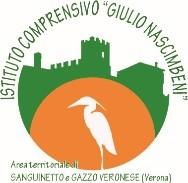 ISTITUTO COMPRENSIVO "GIULIO NASCIMBENI"
Area territoriale di
SANGUINETTO e GAZZO VERONESE (Verona)